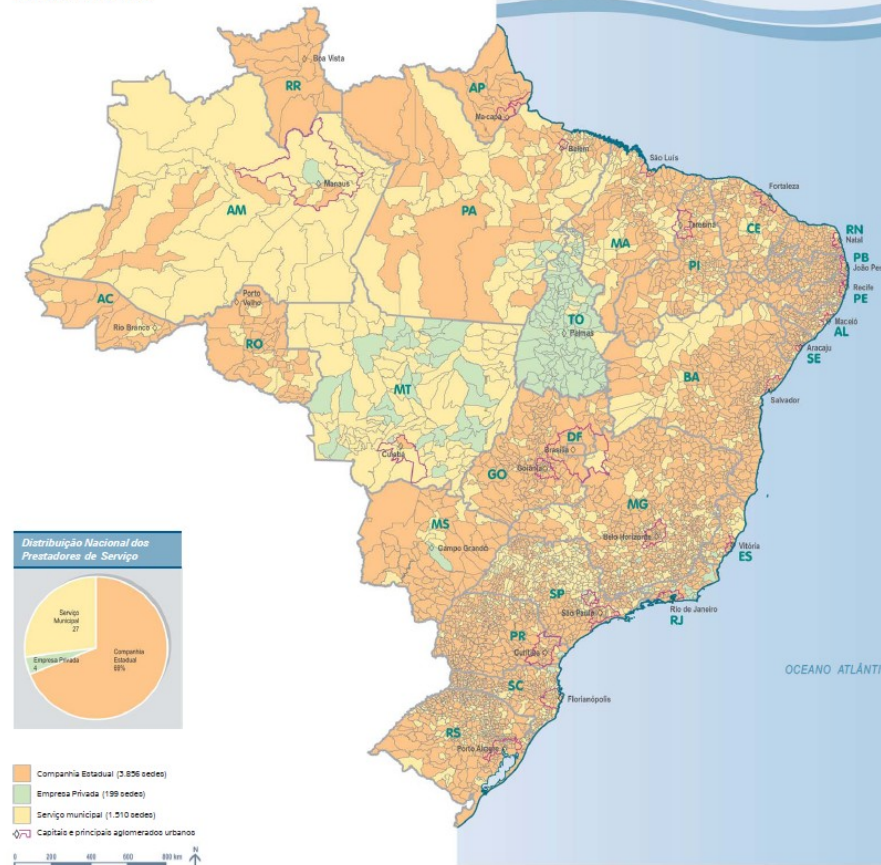 RR
Boa Vista
AP
Macapá
Belém
São Luís
Fortaleza
Manaus
AM
PA
MA
Teresina
CE
RN
Natal
PI
PB
João Pes
Recife
PE
AC
Porto
Velho
Rio Branco
RO
TO
Palmas
Maceió
AL
Aracaju
SE
MT
BA
Salvador
Cuiabá
DF
Brasília
GO
Goiânia
MG
MS
Campo Grande
Belo Horizonte
Vitória
ES
SP
São Paulo
Rio de Janeiro
RJ
PR
Curitiba
SC
Florianópolis
RS
Porto Alegre
OCEANO ATLÂNTI
Distribuição Nacional dos
Prestadores de Serviço
Serviço
Municipal
27
Empresa Privada
4
Companhia
Estadual
69%
Companhia Estadual (3.856 sedes)
Empresa Privada (199 sedes)
Serviço municipal (1.510 sedes)
Capitais e principais aglomerados urbanos
0 200 400 600 800 km
N